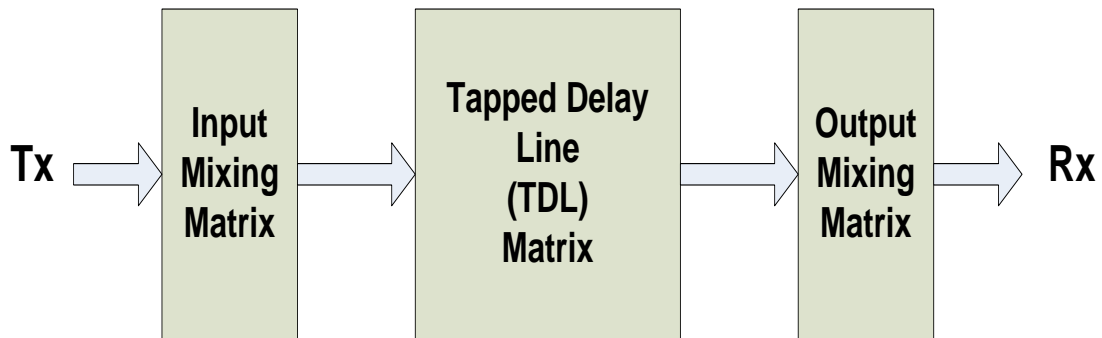 Tx
Input
Mixing
Matrix
Tapped Delay
Line
(TDL)
Matrix
Output
Mixing
Matrix
Rx